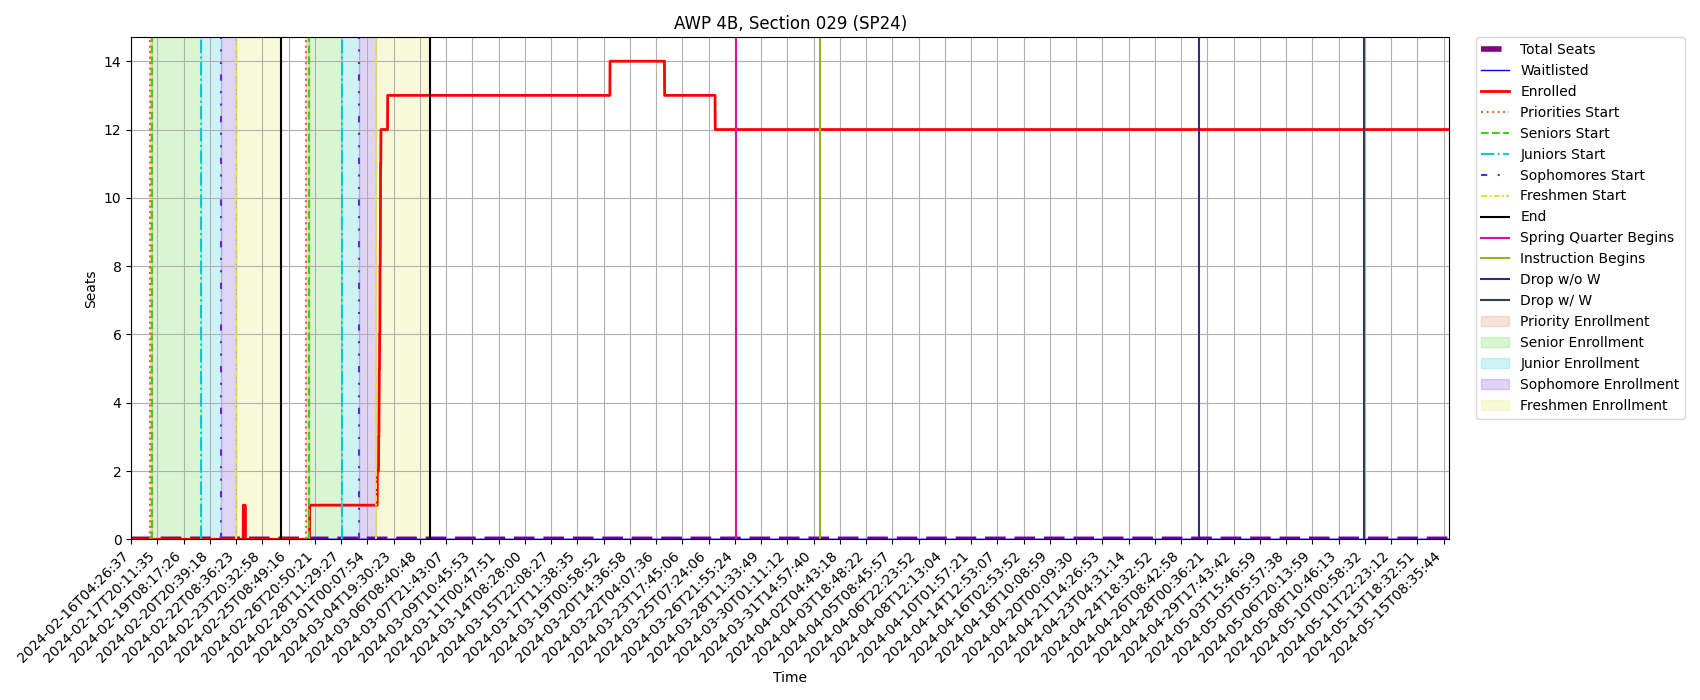 AWP 4B, Section 029 (SP24)
14
12
10
8
6
4
2
0
Seats
2024-02-16T04:26:37
2024-02-17T20:11:35
2024-02-19T08:17:26
2024-02-20T20:39:18
2024-02-22T08:36:23
2024-02-23T20:32:58
2024-02-25T08:49:16
2024-02-26T20:50:21
2024-02-28T11:29:27
2024-03-01T00:07:54
2024-03-04T19:30:23
2024-03-06T08:40:48
2024-03-07T21:43:07
2024-03-09T10:45:53
2024-03-11T00:47:51
2024-03-14T08:28:00
2024-03-15T22:08:27
2024-03-17T11:38:35
2024-03-19T00:58:52
2024-03-20T14:36:58
2024-03-22T04:07:36
2024-03-23T17:45:06
2024-03-25T07:24:06
2024-03-26T21:55:24
2024-03-28T11:33:49
2024-03-30T01:11:12
2024-03-31T14:57:40
2024-04-02T04:43:18
2024-04-03T18:48:22
2024-04-05T08:45:57
2024-04-06T22:23:52
2024-04-08T12:13:04
2024-04-10T01:57:21
2024-04-14T12:53:07
2024-04-16T02:53:52
2024-04-18T10:08:59
2024-04-20T00:09:30
2024-04-21T14:26:53
2024-04-23T04:31:14
2024-04-24T18:32:52
2024-04-26T08:42:58
2024-04-28T00:36:21
2024-04-29T17:43:42
2024-05-03T15:46:59
2024-05-05T05:57:38
2024-05-06T20:13:59
2024-05-08T10:46:13
2024-05-10T00:58:32
2024-05-11T22:23:12
2024-05-13T18:32:51
2024-05-15T08:35:44
Time
Total Seats
Waitlisted
Enrolled
Priorities Start
Seniors Start
Juniors Start
Sophomores Start
Freshmen Start
End
Spring Quarter Begins
Instruction Begins
Drop w/o W
Drop w/ W
Priority Enrollment
Senior Enrollment
Junior Enrollment
Sophomore Enrollment
Freshmen Enrollment